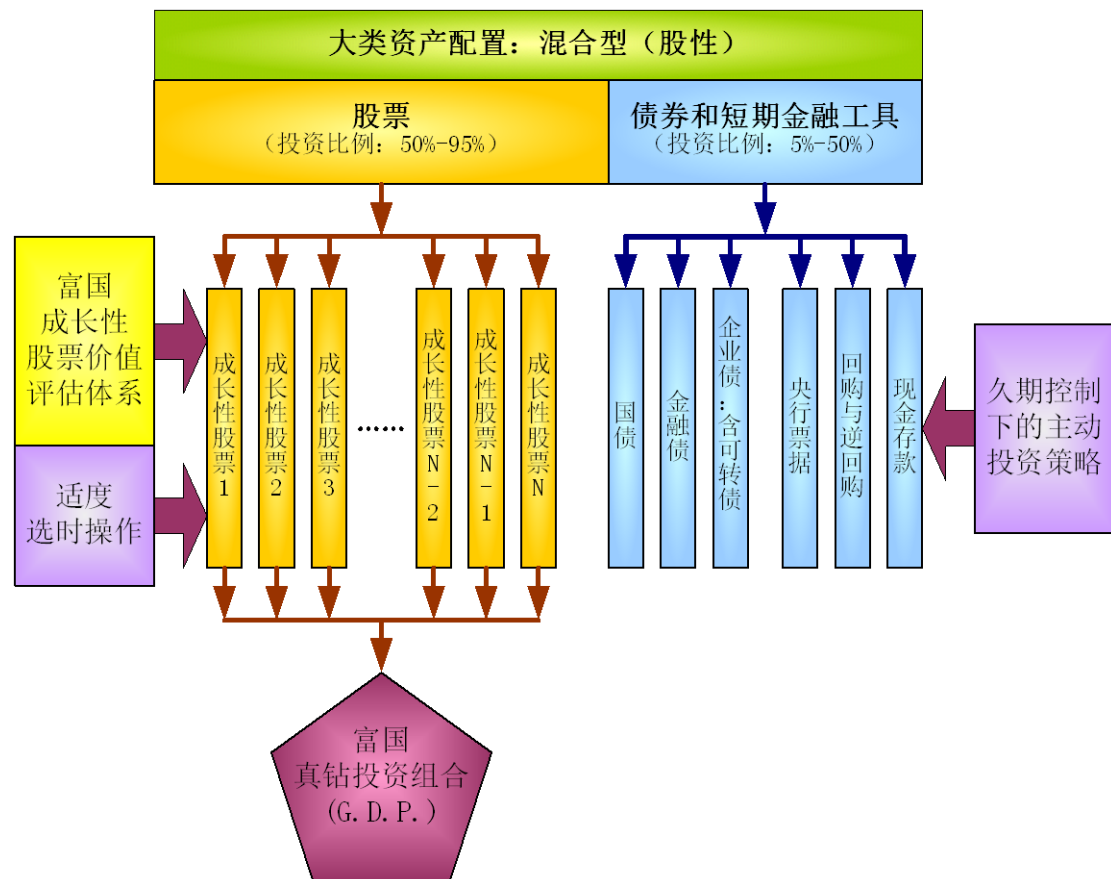 大类资产配置：混合型（股性）
股票
（投资比例：50%-95%）
债券和短期金融工具
（投资比例：5%-50%）
富国
成长性
股票价值
评估体系
适度
选时操作
成长性股票1
成长性股票2
成长性股票3
……
成长性股票N-2
成长性股票N-1
成长性股票N
国债
金融债
企业债：含可转债
央行票据
回购与逆回购
现金存款
久期控制
下的主动
投资策略
富国
真钻投资组合
(G.D.P.)